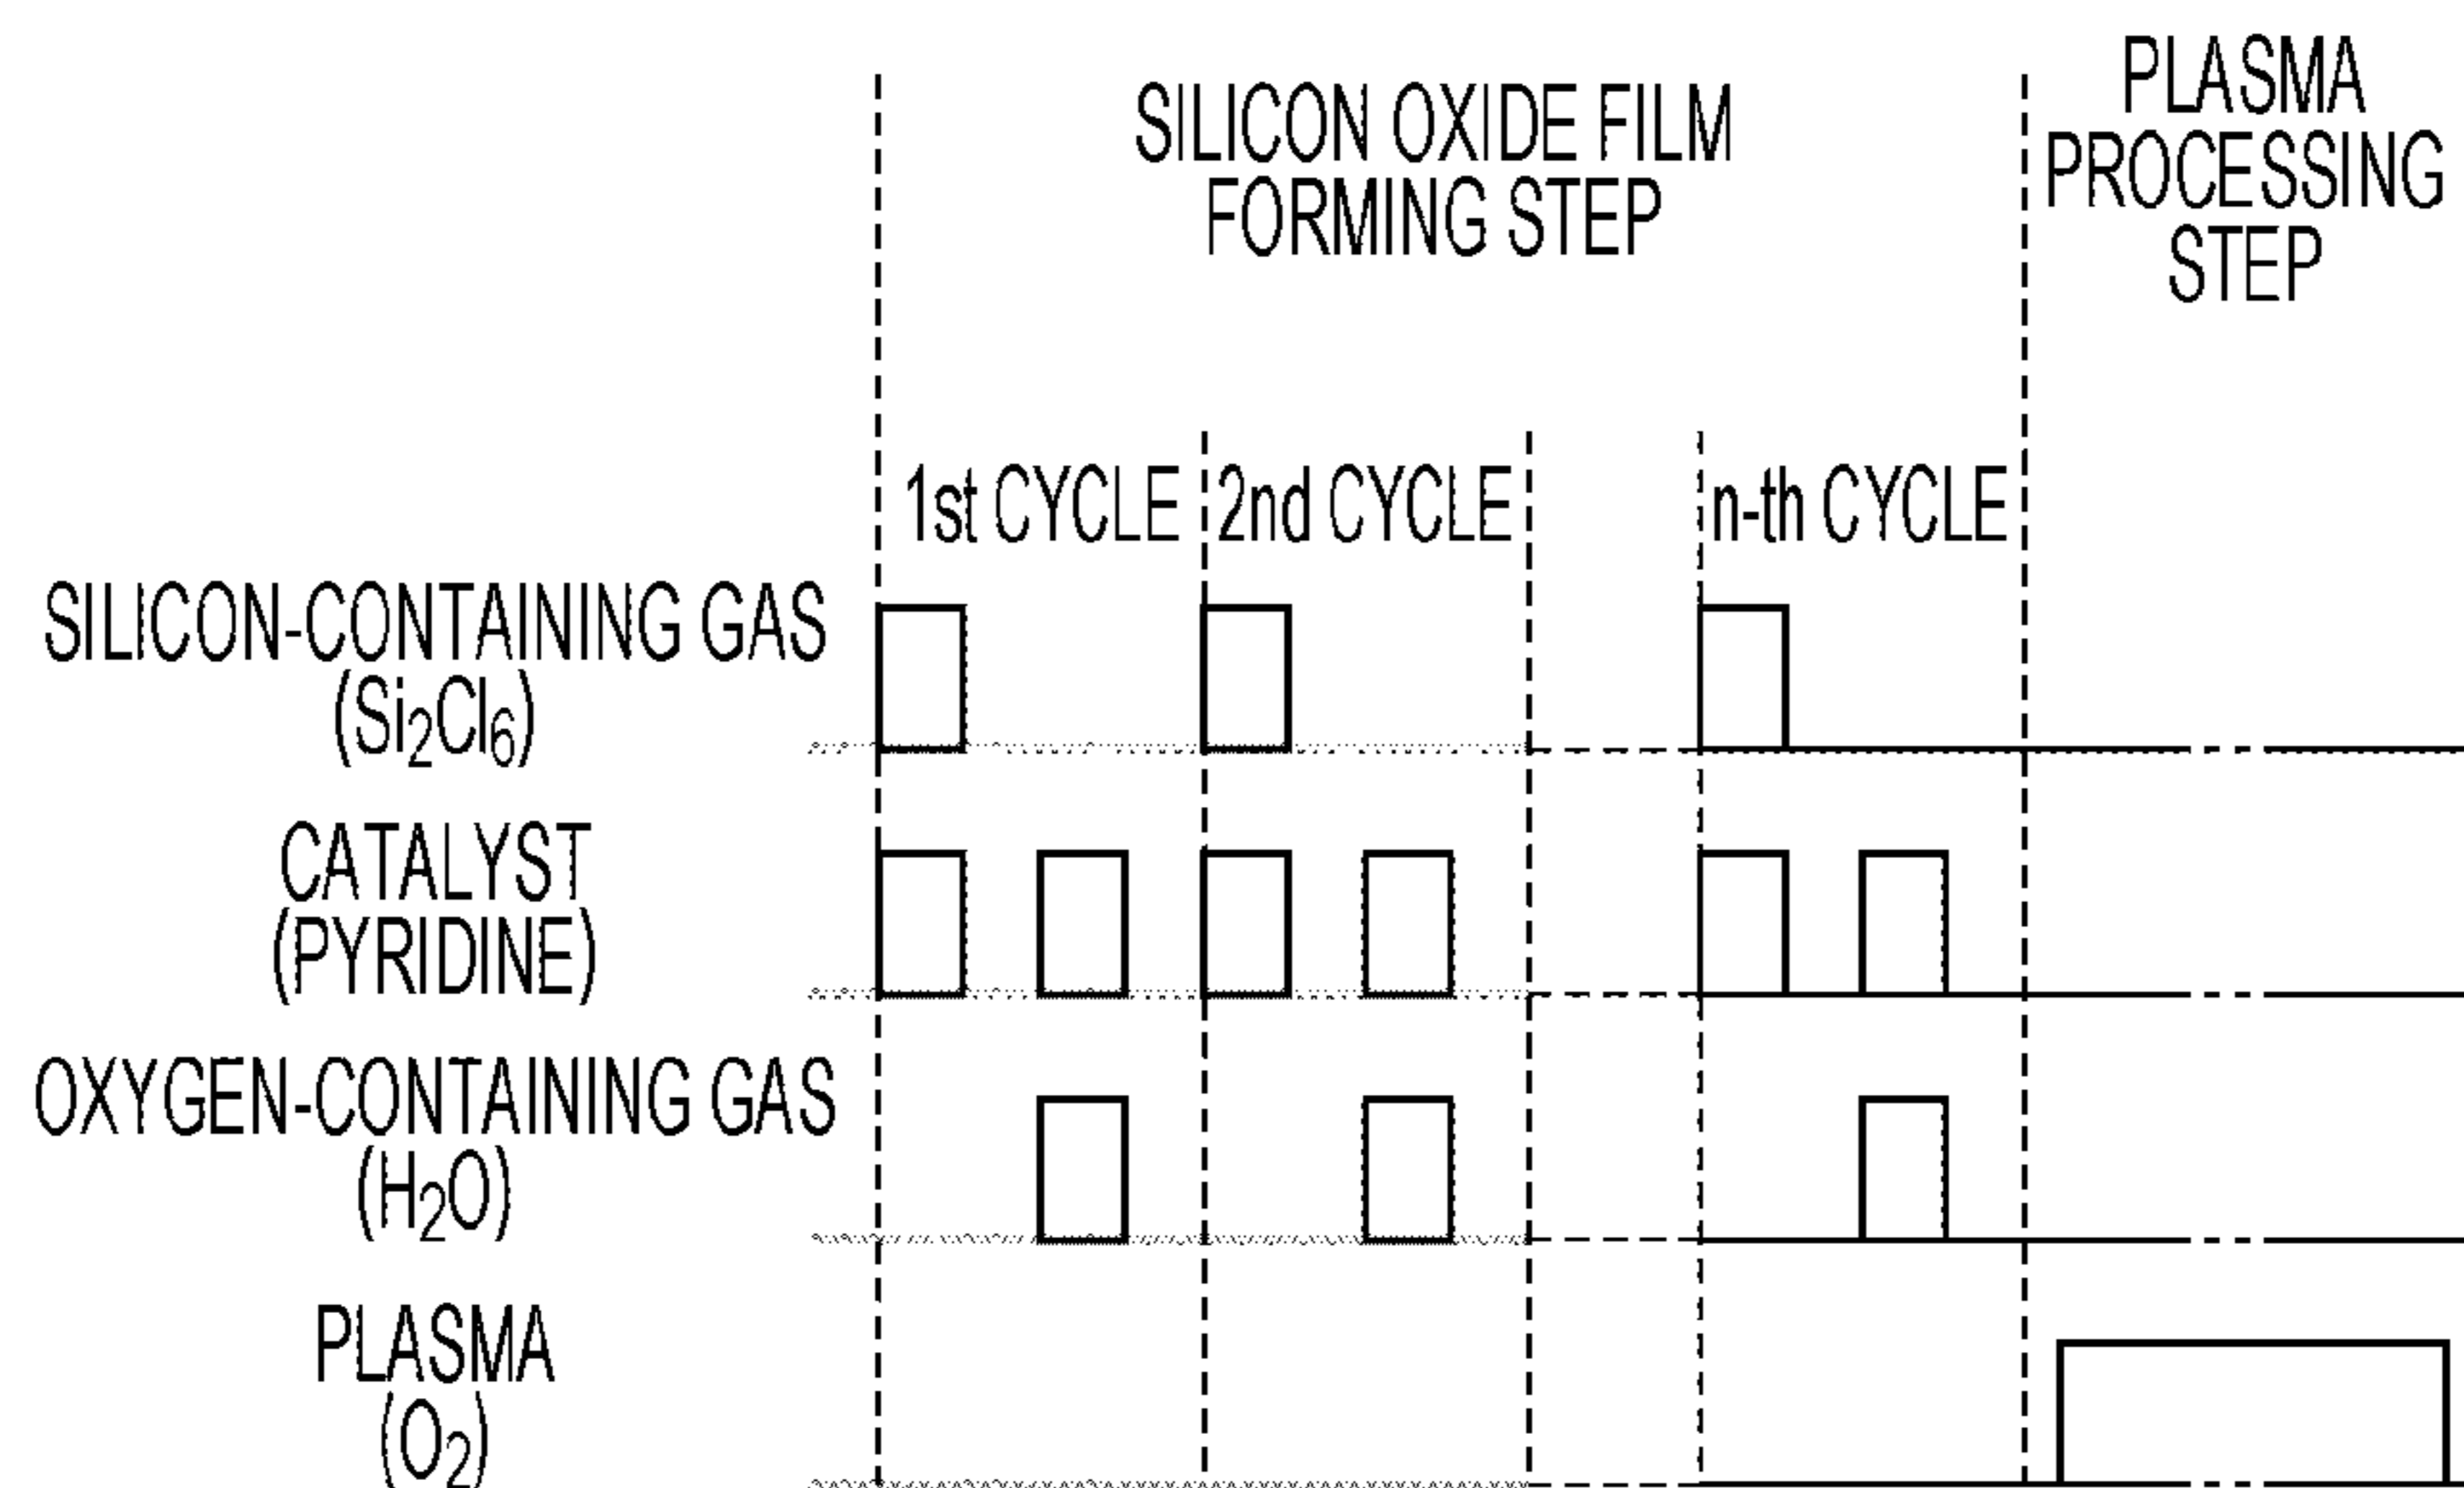 SILICON OXIDE FILM
FORMING STEP
PLASMA
PROCESSING
STEP
1st CYCLE
2nd CYCLE
n-th CYCLE
SILICON-CONTAINING GAS
(Si₂Cl₆)
CATALYST
(PYRIDINE)
OXYGEN-CONTAINING GAS
(H₂O)
PLASMA
(O₂)